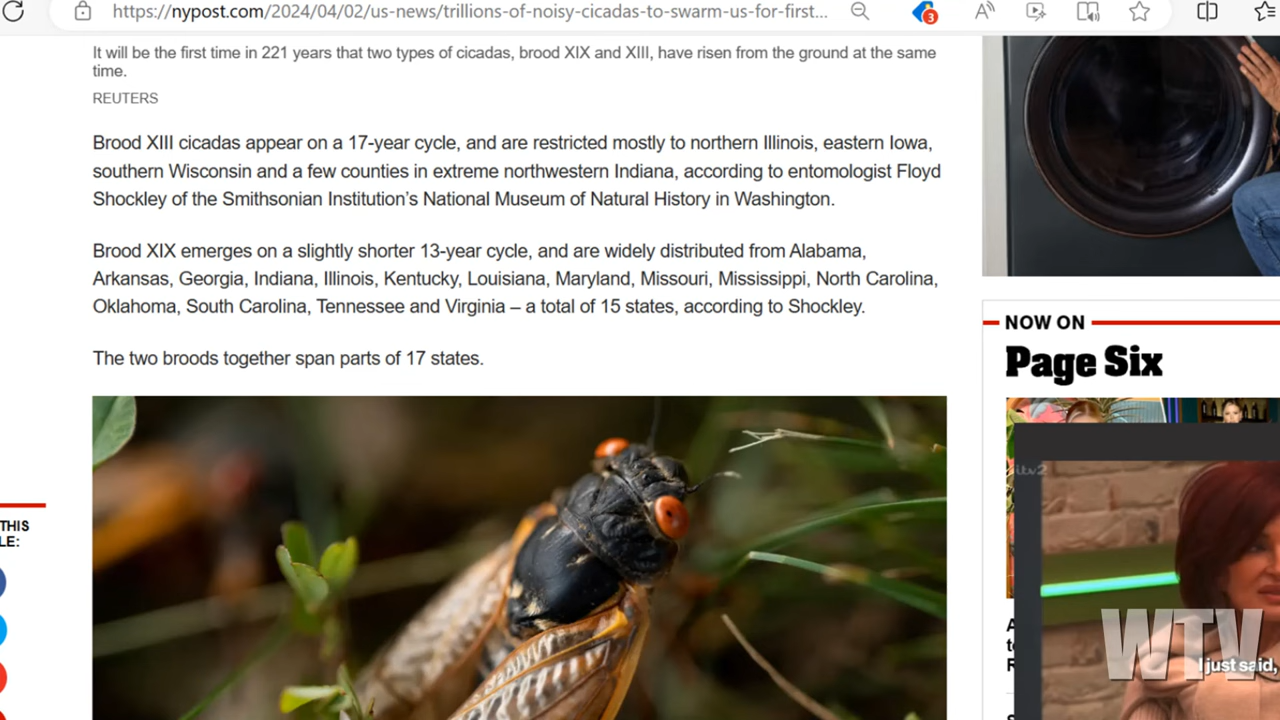 https://nypost.com/2024/04/02/us-news/trillions-of-noisy-cicadas-to-swarm-us-for-first...
3
It will be the first time in 221 years that two types of cicadas, brood XIX and XIII, have risen from the ground at the same
time.
REUTERS
Brood XIII cicadas appear on a 17-year cycle, and are restricted mostly to northern Illinois, eastern Iowa,
southern Wisconsin and a few counties in extreme northwestern Indiana, according to entomologist Floyd
Shockley of the Smithsonian Institution’s National Museum of Natural History in Washington.
Brood XIX emerges on a slightly shorter 13-year cycle, and are widely distributed from Alabama,
Arkansas, Georgia, Indiana, Illinois, Kentucky, Louisiana, Maryland, Missouri, Mississippi, North Carolina,
Oklahoma, South Carolina, Tennessee and Virginia – a total of 15 states, according to Shockley.
The two broods together span parts of 17 states.
THIS
LE:
NOW ON
Page Six
itv2
WTV
I just said,